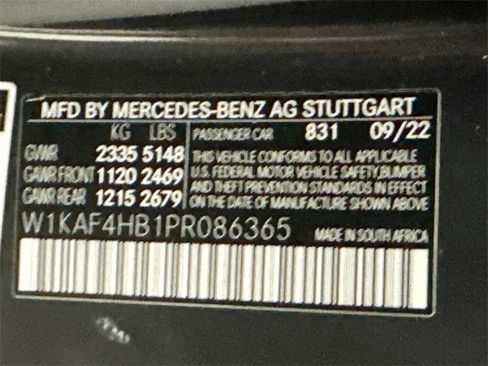 MFD BY MERCEDES-BENZ AG STUTTGART
KG LBS PASSENGER CAR 831 09/22
GVWR 2335 5148 THIS VEHICLE CONFORMS TO ALL APPLICABLE
GAWR FRONT 1120 2469 U.S. FEDERAL MOTOR VEHICLE SAFETY, BUMPER
GAWR REAR 1215 2679 AND THEFT PREVENTION STANDARDS IN EFFECT
ON THE DATE OF MANUFACTURE SHOWN ABOVE
W1KAF4HB1PR086365 MADE IN SOUTH AFRICA